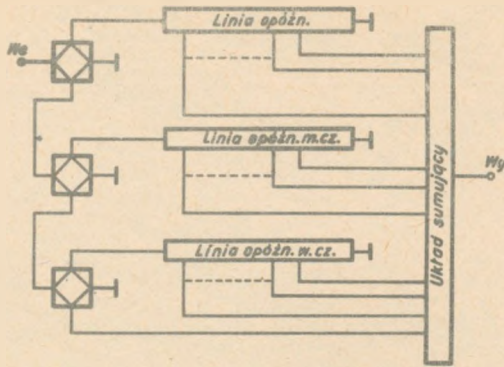 Linia opóźn.
We
Linia opóźn.m.cz.
Układ sumujący
Wy
Linia opóźn.w.cz.